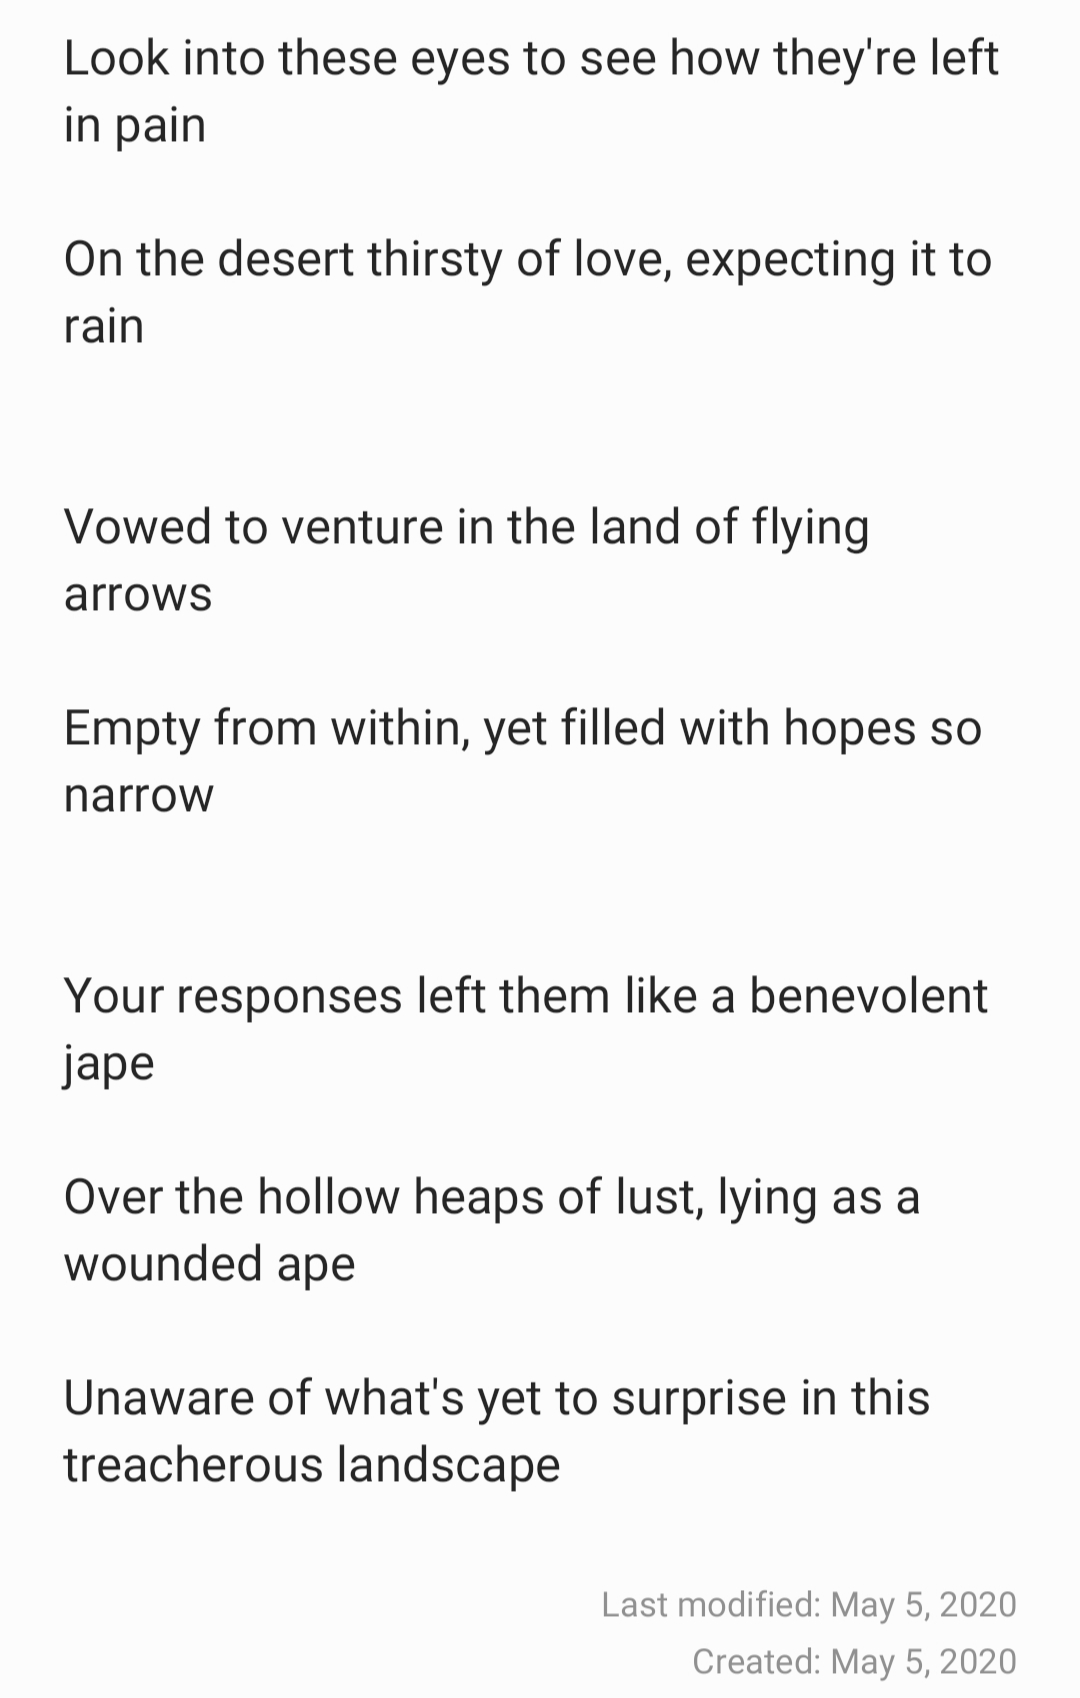 Look into these eyes to see how they're left
in pain
On the desert thirsty of love, expecting it to
rain
Vowed to venture in the land of flying
arrows
Empty from within, yet filled with hopes so
narrow
Your responses left them like a benevolent
jape
Over the hollow heaps of lust, lying as a
wounded ape
Unaware of what's yet to surprise in this
treacherous landscape
Last modified: May 5, 2020
Created: May 5, 2020